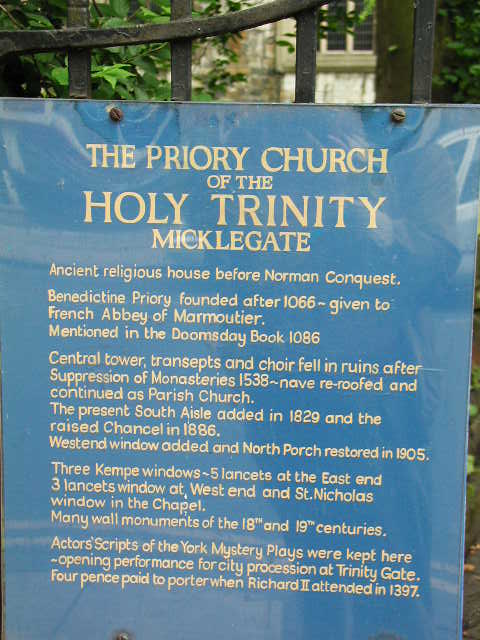 THE PRIORY CHURCH
OF THE
HOLY TRINITY
MICKLEGATE
Ancient religious house before Norman Conquest.
Benedictine Priory founded after 1066 ~ given to
French Abbey of Marmoutier.
Mentioned in the Doomsday Book 1086
Central tower, transepts and choir fell in ruins after
Suppression of Monasteries 1538 ~ nave re-roofed and
continued as Parish Church.
The present South Aisle added in 1829 and the
raised Chancel in 1886.
Westend window added and North Porch restored in 1905.
Three Kempe windows ~ 5 lancets at the East end
3 lancets window at West end and St. Nicholas
window in the Chapel.
Many wall monuments of the 18TH and 19TH centuries.
Actors' Scripts of the York Mystery Plays were kept here
~ opening performance for city procession at Trinity Gate.
Four pence paid to porter when Richard II attended in 1397.